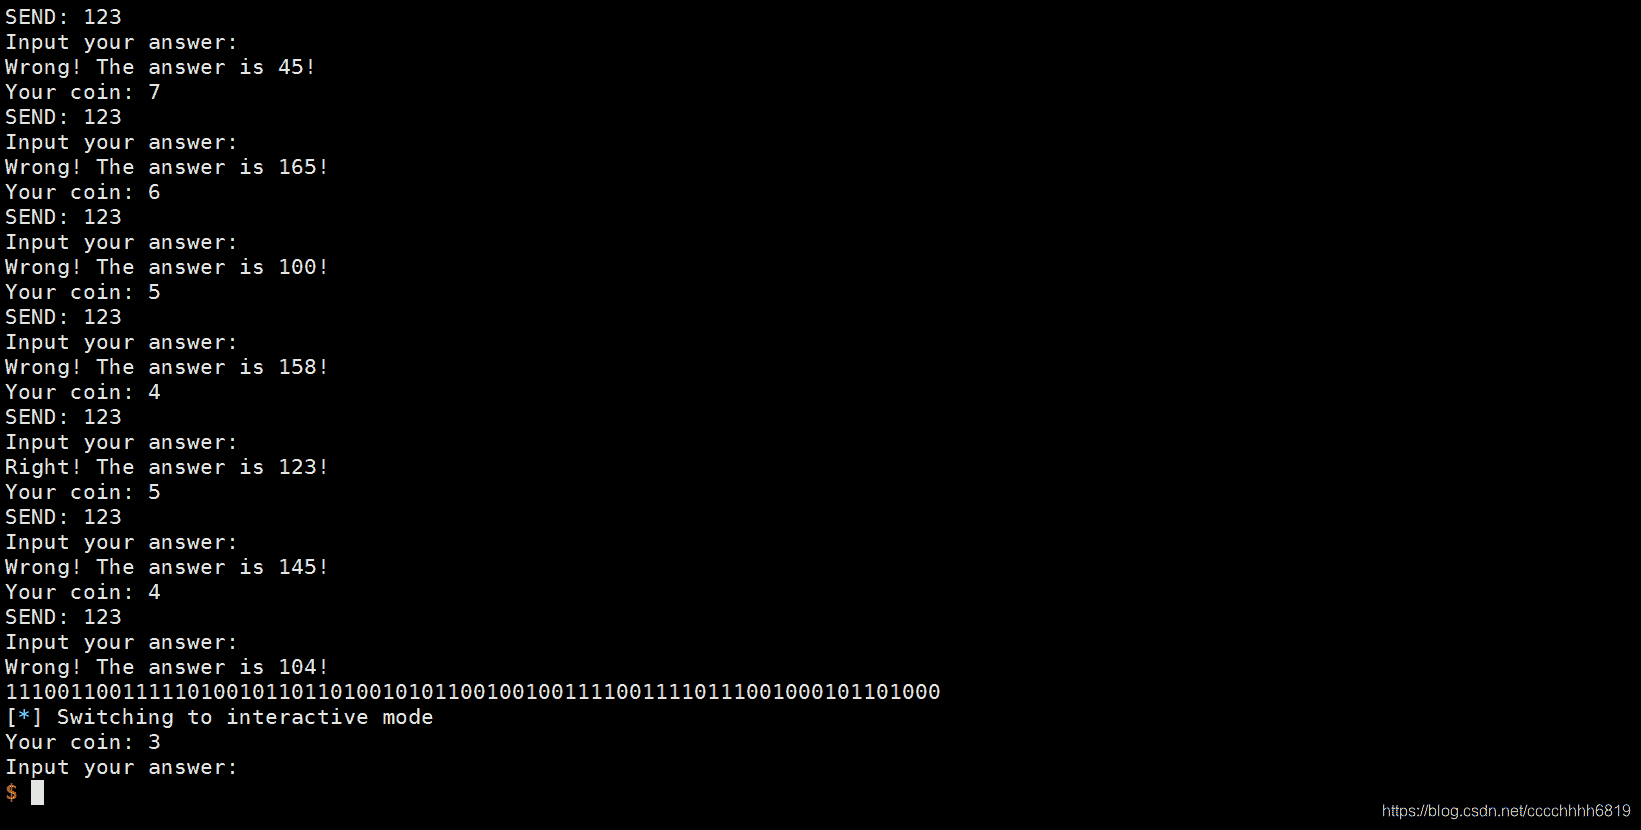 SEND: 123
Input your answer:
Wrong! The answer is 45!
Your coin: 7
SEND: 123
Input your answer:
Wrong! The answer is 165!
Your coin: 6
SEND: 123
Input your answer:
Wrong! The answer is 100!
Your coin: 5
SEND: 123
Input your answer:
Wrong! The answer is 158!
Your coin: 4
SEND: 123
Input your answer:
Right! The answer is 123!
Your coin: 5
SEND: 123
Input your answer:
Wrong! The answer is 145!
Your coin: 4
SEND: 123
Input your answer:
Wrong! The answer is 104!
111001100111110100101101101001010110010010011110011110111001000101101000
[*] Switching to interactive mode
Your coin: 3
Input your answer:
$
https://blog.csdn.net/cccchhhh6819